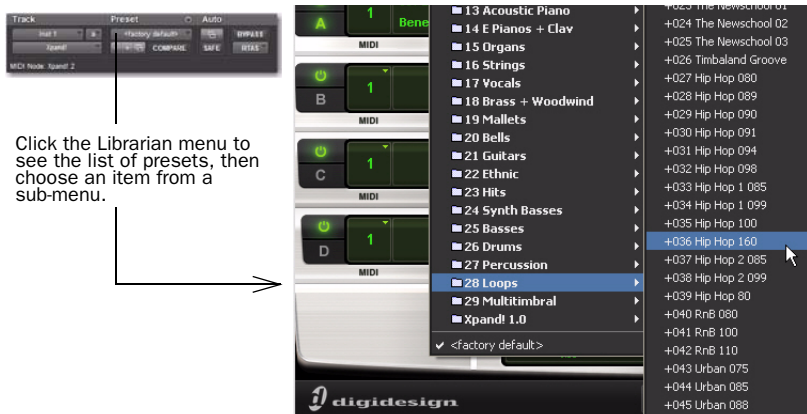 Track Preset Auto
Inst 1 a <factory default> BYPASS
Xpand! + COMPARE SAFE RTAS
MIDI Node: Xpand! 2
Click the Librarian menu to
see the list of presets, then
choose an item from a
sub-menu.
A
1
Bene
MIDI
B
1
MIDI
C
1
MIDI
D
1
MIDI
digidesign
13 Acoustic Piano
14 E Pianos + Clav
15 Organs
16 Strings
17 Vocals
18 Brass + Woodwind
19 Mallets
20 Bells
21 Guitars
22 Ethnic
23 Hits
24 Synth Basses
25 Basses
26 Drums
27 Percussion
28 Loops
29 Multitimbral
Xpand! 1.0
<factory default>
+023 The Newschool 01
+024 The Newschool 02
+025 The Newschool 03
+026 Timbaland Groove
+027 Hip Hop 080
+028 Hip Hop 089
+029 Hip Hop 090
+030 Hip Hop 091
+031 Hip Hop 094
+032 Hip Hop 098
+033 Hip Hop 1 085
+034 Hip Hop 1 099
+035 Hip Hop 100
+036 Hip Hop 160
+037 Hip Hop 2 085
+038 Hip Hop 2 099
+039 Hip Hop 80
+040 RnB 080
+041 RnB 100
+042 RnB 110
+043 Urban 075
+044 Urban 085
+045 Urban 088